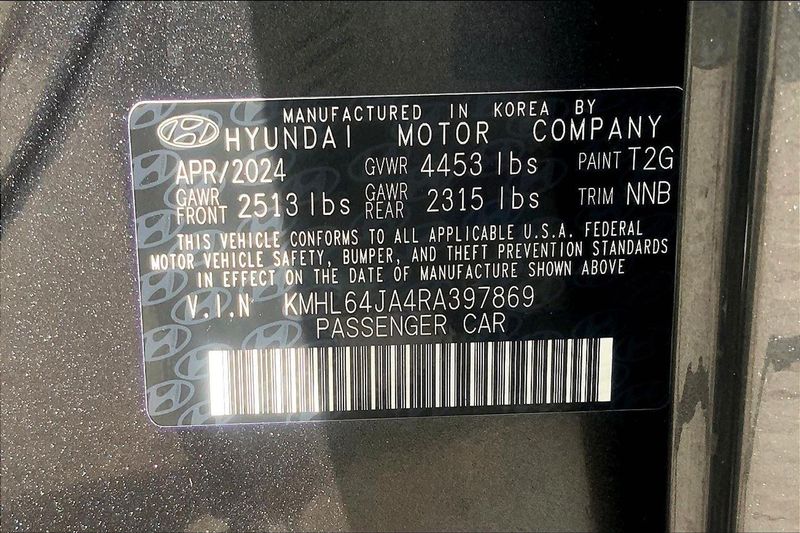 MANUFACTURED IN KOREA BY
HYUNDAI MOTOR COMPANY
APR/2024 GVWR 4453 lbs PAINT T2G
GAWR FRONT 2513 lbs GAWR REAR 2315 lbs TRIM NNB
THIS VEHICLE CONFORMS TO ALL APPLICABLE U.S.A. FEDERAL
MOTOR VEHICLE SAFETY, BUMPER, AND THEFT PREVENTION STANDARDS
IN EFFECT ON THE DATE OF MANUFACTURE SHOWN ABOVE
V.I.N KMHL64JA4RA397869
PASSENGER CAR